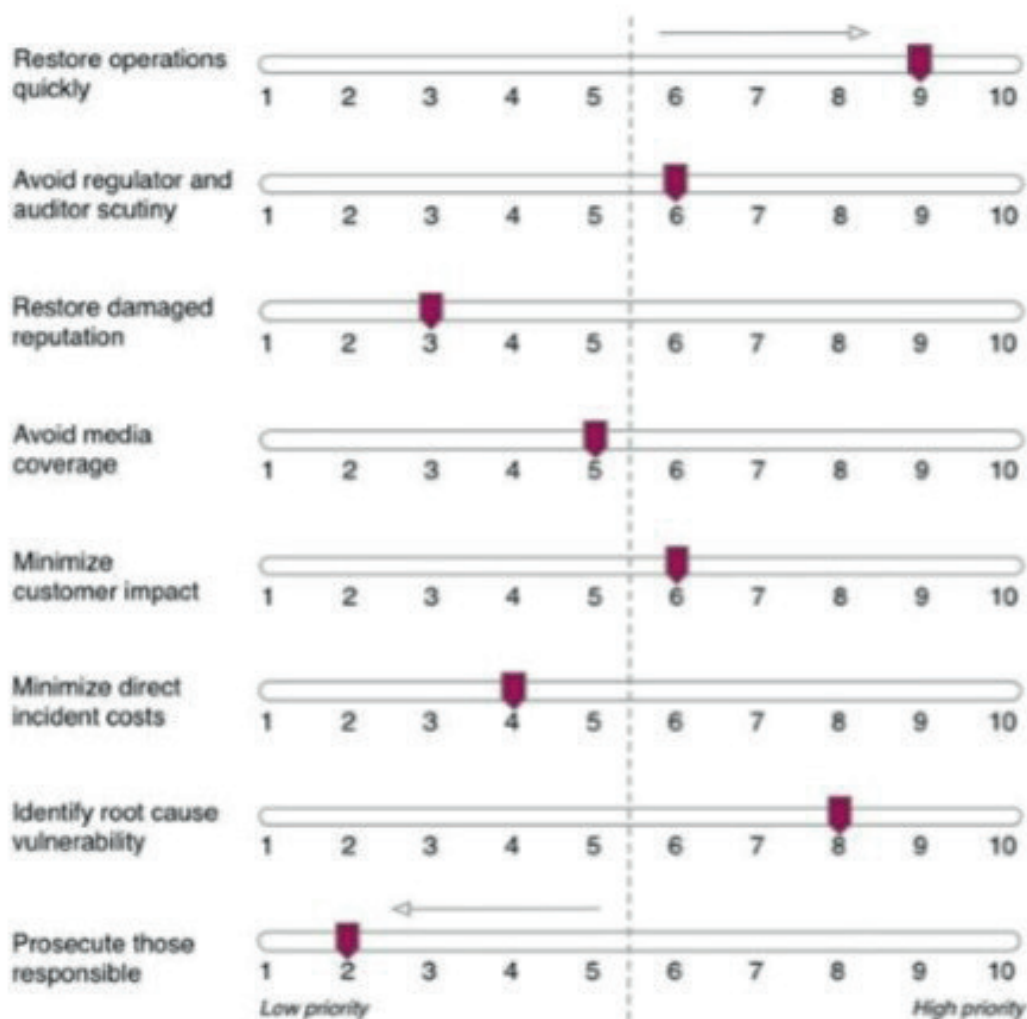 Restore operations
quickly
1 2 3 4 5 6 7 8 9 10
Avoid regulator and
auditor scutiny
1 2 3 4 5 6 7 8 9 10
Restore damaged
reputation
1 2 3 4 5 6 7 8 9 10
Avoid media
coverage
1 2 3 4 5 6 7 8 9 10
Minimize
customer impact
1 2 3 4 5 6 7 8 9 10
Minimize direct
incident costs
1 2 3 4 5 6 7 8 9 10
Identify root cause
vulnerability
1 2 3 4 5 6 7 8 9 10
Prosecute those
responsible
1 2 3 4 5 6 7 8 9 10
Low priority High priority